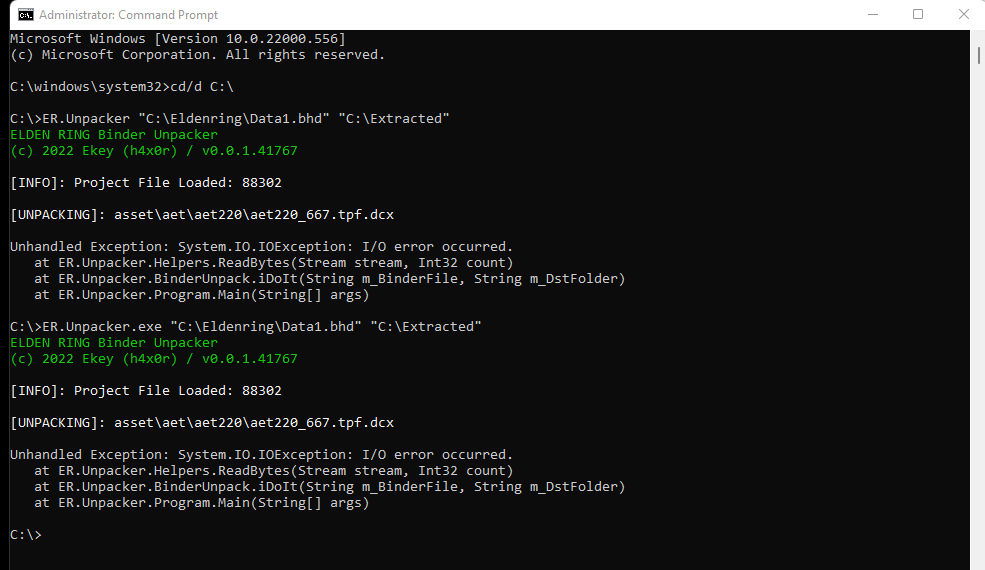 Administrator: Command Prompt
Microsoft Windows [Version 10.0.22000.556]
(c) Microsoft Corporation. All rights reserved.
C:\windows\system32>cd/d C:\
C:\>ER.Unpacker "C:\Eldenring\Data1.bhd" "C:\Extracted"
ELDEN RING Binder Unpacker
(c) 2022 Ekey (h4x0r) / v0.0.1.41767
[INFO]: Project File Loaded: 88302
[UNPACKING]: asset\aet\aet220\aet220_667.tpf.dcx
Unhandled Exception: System.IO.IOException: I/O error occurred.
   at ER.Unpacker.Helpers.ReadBytes(Stream stream, Int32 count)
   at ER.Unpacker.BinderUnpack.iDoIt(String m_BinderFile, String m_DstFolder)
   at ER.Unpacker.Program.Main(String[] args)
C:\>ER.Unpacker.exe "C:\Eldenring\Data1.bhd" "C:\Extracted"
ELDEN RING Binder Unpacker
(c) 2022 Ekey (h4x0r) / v0.0.1.41767
[INFO]: Project File Loaded: 88302
[UNPACKING]: asset\aet\aet220\aet220_667.tpf.dcx
Unhandled Exception: System.IO.IOException: I/O error occurred.
   at ER.Unpacker.Helpers.ReadBytes(Stream stream, Int32 count)
   at ER.Unpacker.BinderUnpack.iDoIt(String m_BinderFile, String m_DstFolder)
   at ER.Unpacker.Program.Main(String[] args)
C:\>